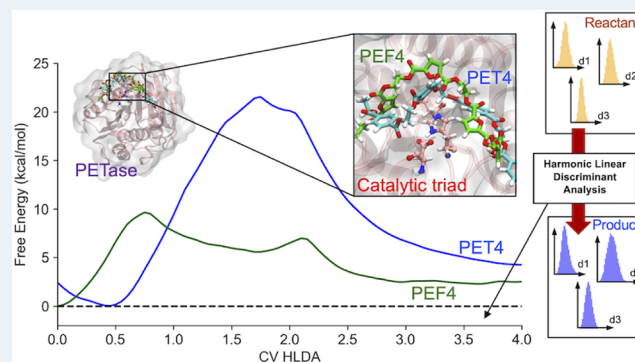 Free Energy (kcal/mol)
25
20
15
10
5
0
0.0 0.5 1.0 1.5 2.0 2.5 3.0 3.5 4.0
CV HLDA
PETase
PET4
PEF4
PEF4
PET4
Catalytic triad
Reactant
d1
d2
d3
Harmonic Linear
Discriminant
Analysis
Produc
d1
d3